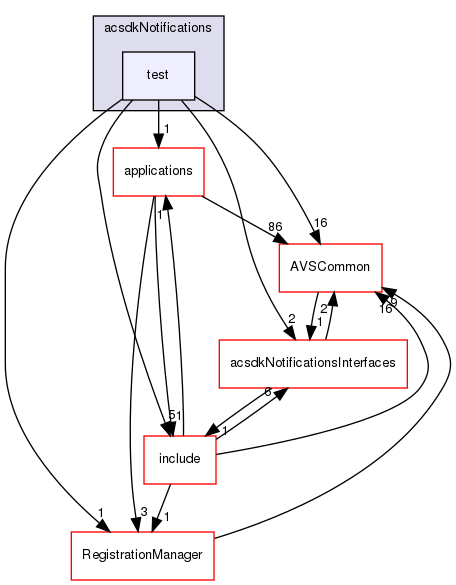 acsdkNotifications
test
1
applications
1
86
16
AVSCommon
2
2
1
9
16
acsdkNotificationsInterfaces
6
1
51
include
1
3
1
RegistrationManager